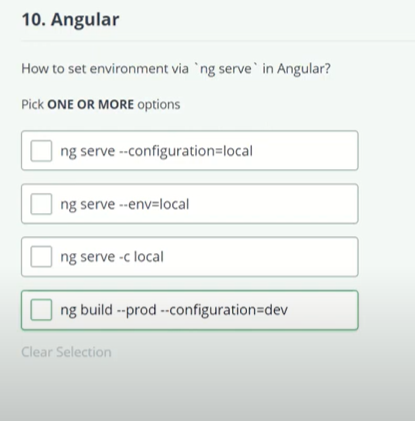 10. Angular
How to set environment via `ng serve` in Angular?
Pick ONE OR MORE options
ng serve --configuration=local
ng serve --env=local
ng serve -c local
ng build --prod --configuration=dev
Clear Selection